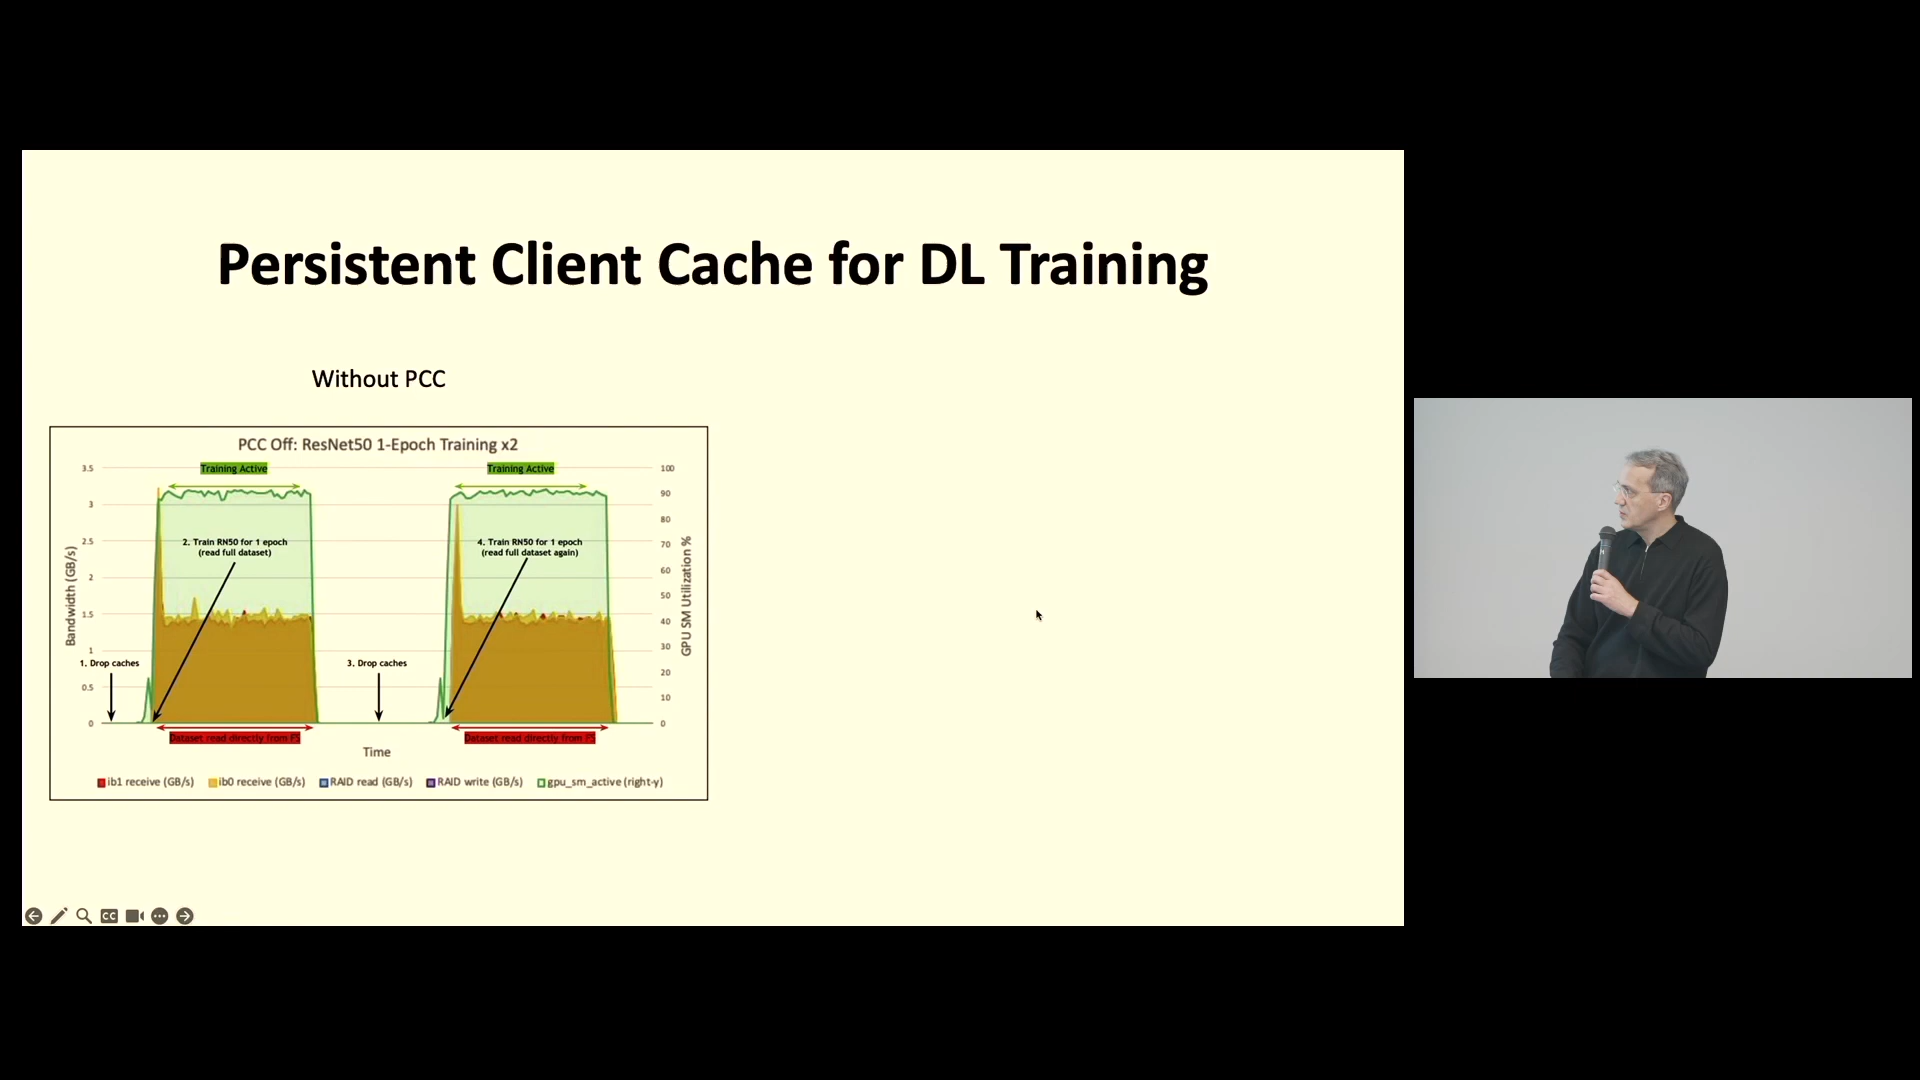 Persistent Client Cache for DL Training
Without PCC
PCC Off: ResNet50 1-Epoch Training x2
Training Active
Training Active
3.5
3
2.5
2
1.5
1
0.5
0
Bandwidth (GB/s)
100
90
80
70
60
50
40
30
20
10
0
GPU SM Utilization %
2. Train RN50 for 1 epoch
(read full dataset)
4. Train RN50 for 1 epoch
(read full dataset again)
1. Drop caches
3. Drop caches
Dataset read directly from FS
Dataset read directly from FS
Time
ib1 receive (GB/s)
ib0 receive (GB/s)
RAID read (GB/s)
RAID write (GB/s)
gpu_sm_active (right-y)
CC